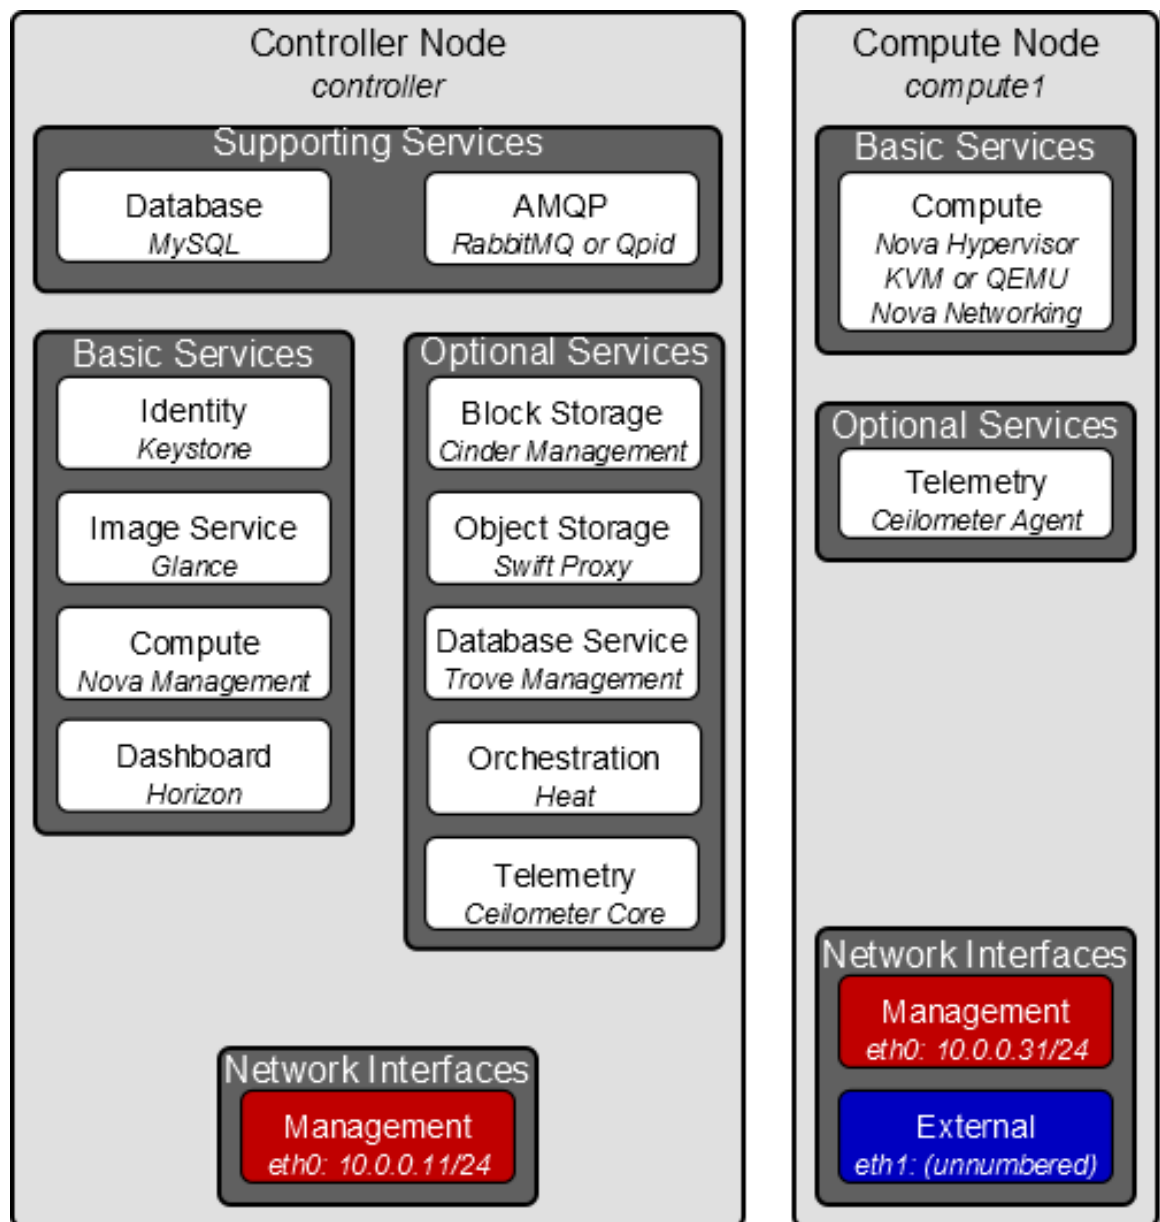 Controller Node
controller
Supporting Services
Database
MySQL
AMQP
RabbitMQ or Qpid
Basic Services
Identity
Keystone
Image Service
Glance
Compute
Nova Management
Dashboard
Horizon
Optional Services
Block Storage
Cinder Management
Object Storage
Swift Proxy
Database Service
Trove Management
Orchestration
Heat
Telemetry
Ceilometer Core
Network Interfaces
Management
eth0: 10.0.0.11/24
Compute Node
compute1
Basic Services
Compute
Nova Hypervisor
KVM or QEMU
Nova Networking
Optional Services
Telemetry
Ceilometer Agent
Network Interfaces
Management
eth0: 10.0.0.31/24
External
eth1: (unnumbered)